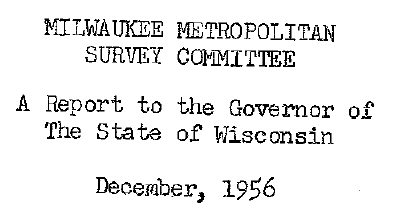 MILWAUKEE METROPOLITAN
SURVEY COMMITTEE
A Report to the Governor of
The State of Wisconsin
December, 1956